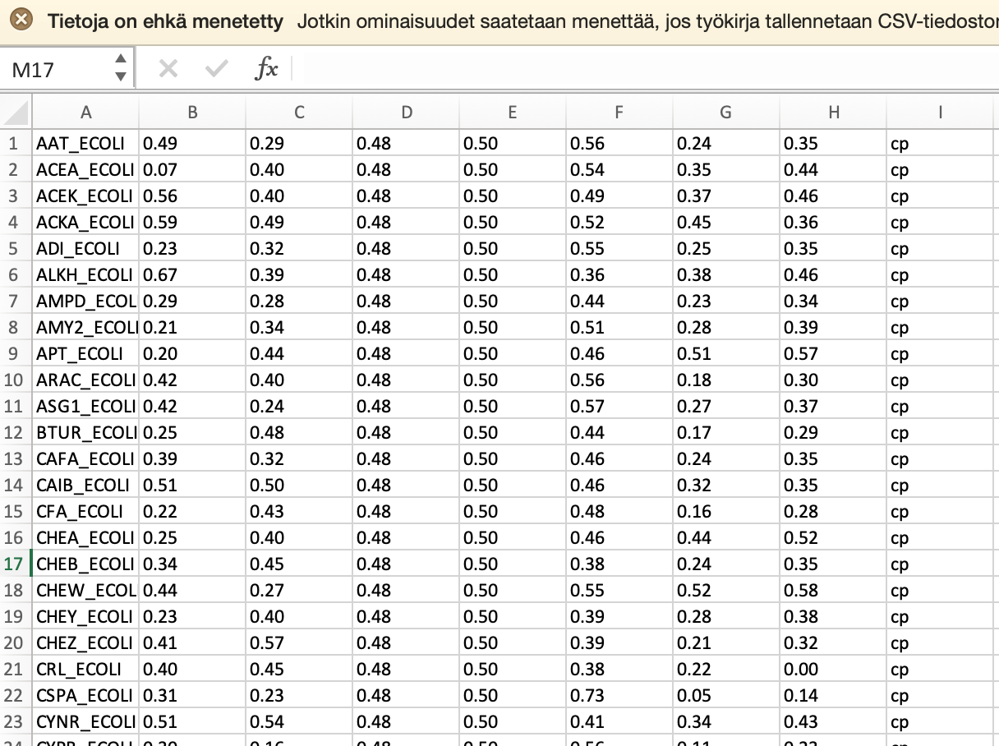 Tietoja on ehkä menetetty Jotkin ominaisuudet saatetaan menettää, jos työkirja tallennetaan
M17 fx
A B C D E F G H I
1 AAT_ECOLI 0.49 0.29 0.48 0.50 0.56 0.24 0.35 cp
2 ACEA_ECOLI 0.07 0.40 0.48 0.50 0.54 0.35 0.44 cp
3 ACEK_ECOLI 0.56 0.40 0.48 0.50 0.49 0.37 0.46 cp
4 ACKA_ECOLI 0.59 0.49 0.48 0.50 0.52 0.45 0.36 cp
5 ADI_ECOLI 0.23 0.32 0.48 0.50 0.55 0.25 0.35 cp
6 ALKH_ECOLI 0.67 0.39 0.48 0.50 0.36 0.38 0.46 cp
7 AMPD_ECOL 0.29 0.28 0.48 0.50 0.44 0.23 0.34 cp
8 AMY2_ECOLI 0.21 0.34 0.48 0.50 0.51 0.28 0.39 cp
9 APT_ECOLI 0.20 0.44 0.48 0.50 0.46 0.51 0.57 cp
10 ARAC_ECOLI 0.42 0.40 0.48 0.50 0.56 0.18 0.30 cp
11 ASG1_ECOLI 0.42 0.24 0.48 0.50 0.57 0.27 0.37 cp
12 BTUR_ECOLI 0.25 0.48 0.48 0.50 0.44 0.17 0.29 cp
13 CAFA_ECOLI 0.39 0.32 0.48 0.50 0.46 0.24 0.35 cp
14 CAIB_ECOLI 0.51 0.50 0.48 0.50 0.46 0.32 0.35 cp
15 CFA_ECOLI 0.22 0.43 0.48 0.50 0.48 0.16 0.28 cp
16 CHEA_ECOLI 0.25 0.40 0.48 0.50 0.46 0.44 0.52 cp
17 CHEB_ECOLI 0.34 0.45 0.48 0.50 0.38 0.24 0.35 cp
18 CHEW_ECOL 0.44 0.27 0.48 0.50 0.55 0.52 0.58 cp
19 CHEY_ECOLI 0.23 0.40 0.48 0.50 0.39 0.28 0.38 cp
20 CHEZ_ECOLI 0.41 0.57 0.48 0.50 0.39 0.21 0.32 cp
21 CRL_ECOLI 0.40 0.45 0.48 0.50 0.38 0.22 0.00 cp
22 CSPA_ECOLI 0.31 0.23 0.48 0.50 0.73 0.05 0.14 cp
23 CYNR_ECOLI 0.51 0.54 0.48 0.50 0.41 0.34 0.43 cp